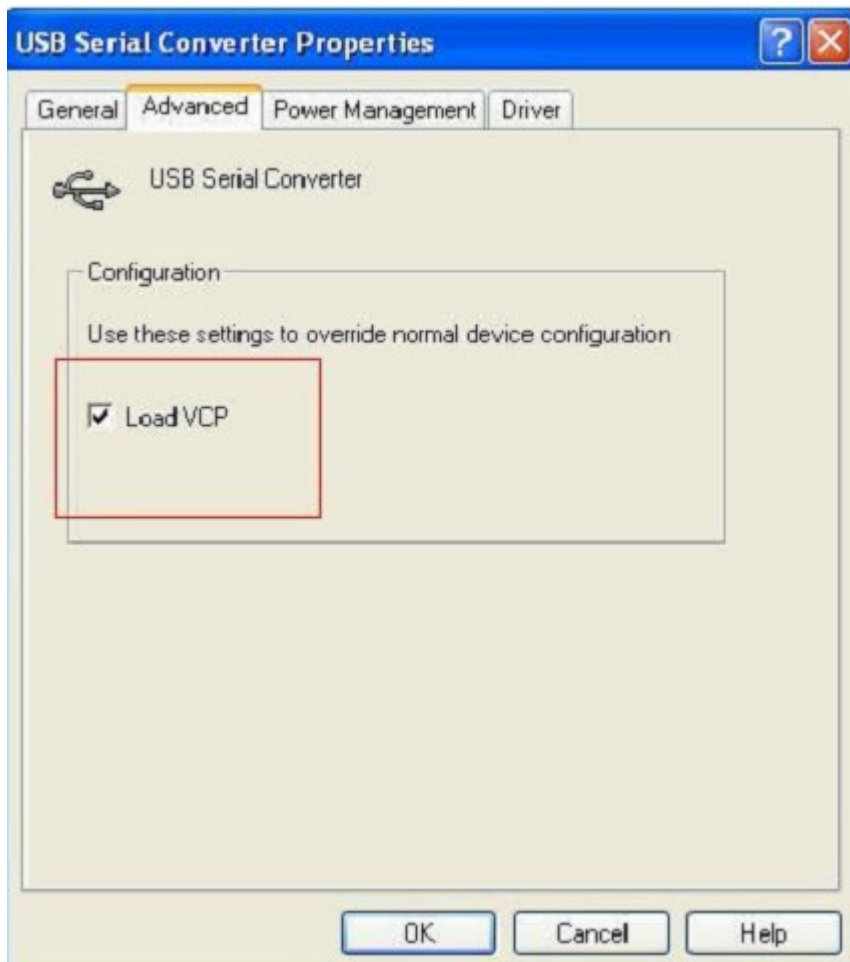 USB Serial Converter Properties
General Advanced Power Management Driver
USB Serial Converter
Configuration
Use these settings to override normal device configuration
Load VCP
OK Cancel Help